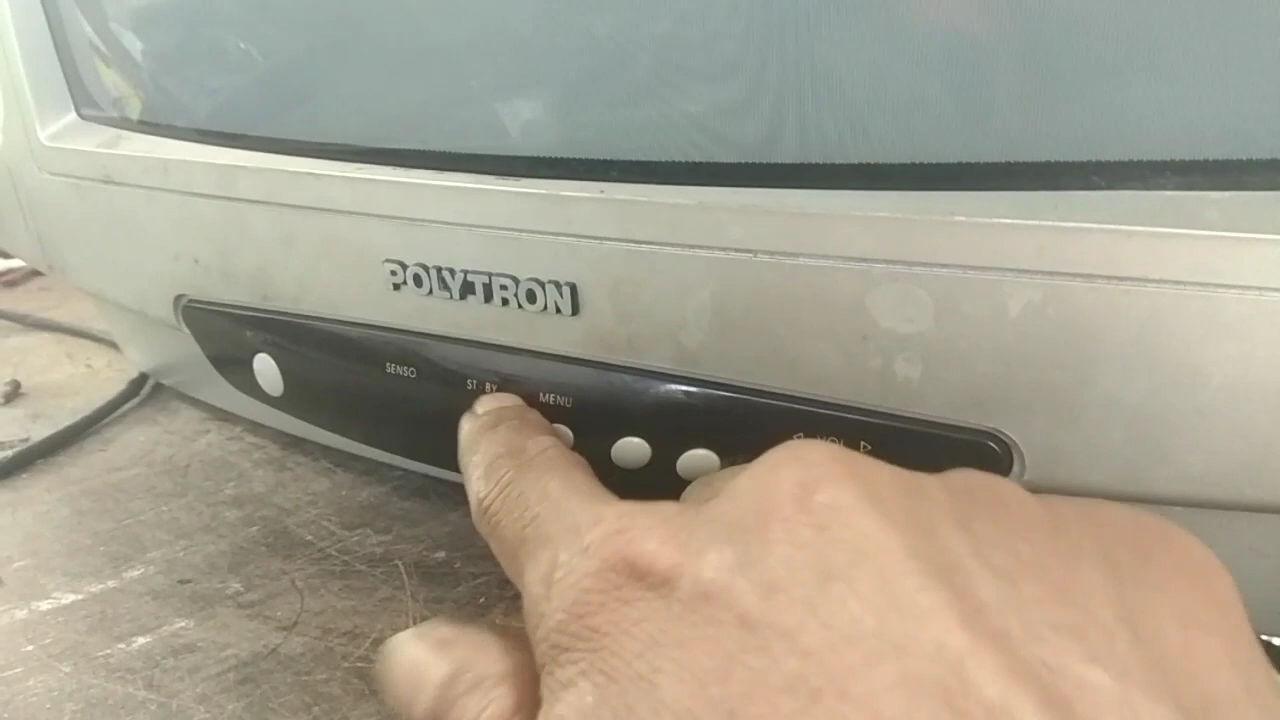 POLYTRON
SENSO
ST-BY
MENU
◁ VOL ▷